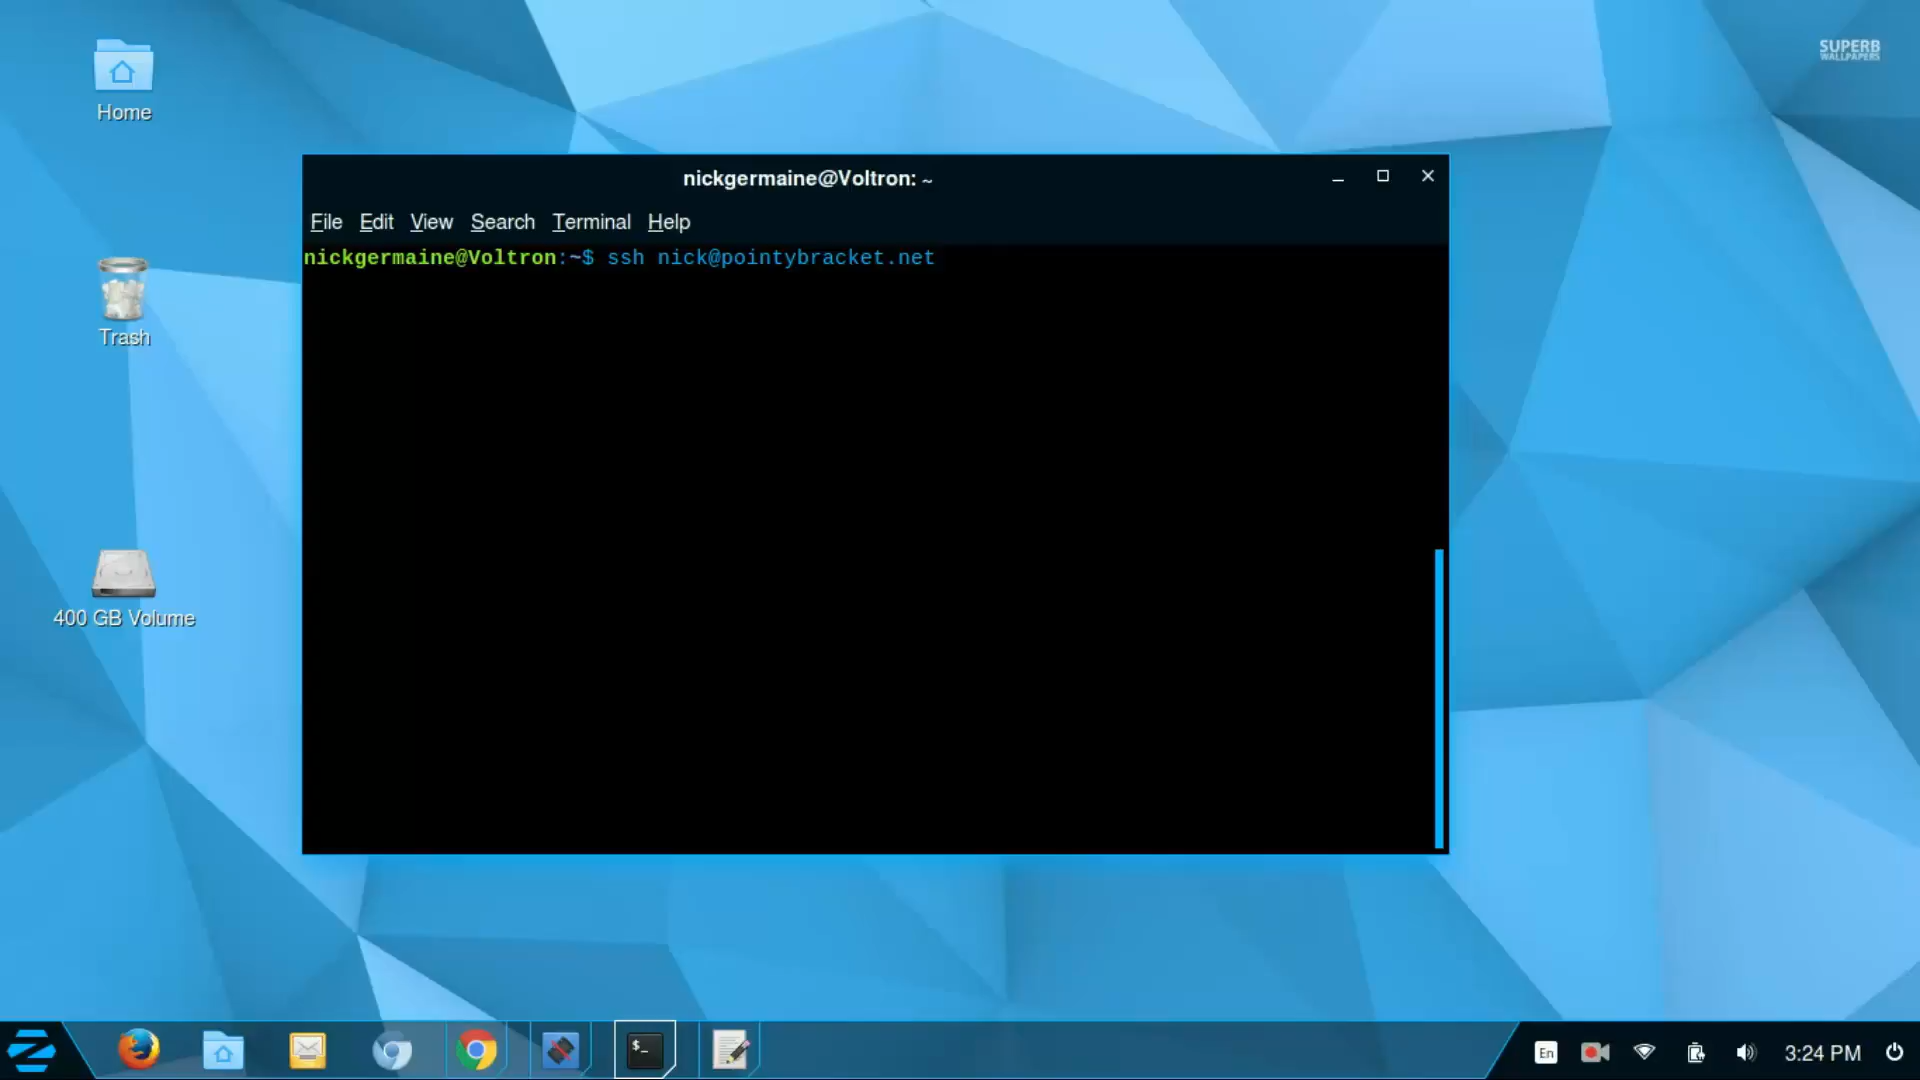 SUPERB
WALLPAPERS
Home
nickgermaine@Voltron: ~
File Edit View Search Terminal Help
nickgermaine@Voltron:~$ ssh nick@pointybracket.net
Trash
400 GB Volume
$_
En
3:24 PM